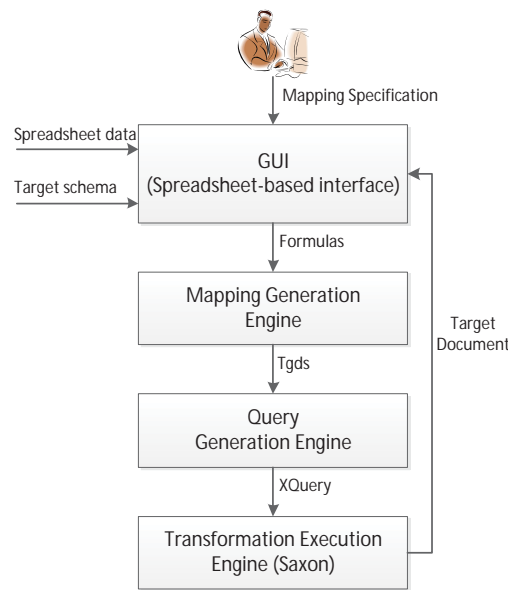 Mapping Specification
Spreadsheet data
GUI
(Spreadsheet-based interface)
Target schema
Formulas
Mapping Generation
Engine
Target
Document
Tgds
Query
Generation Engine
XQuery
Transformation Execution
Engine (Saxon)